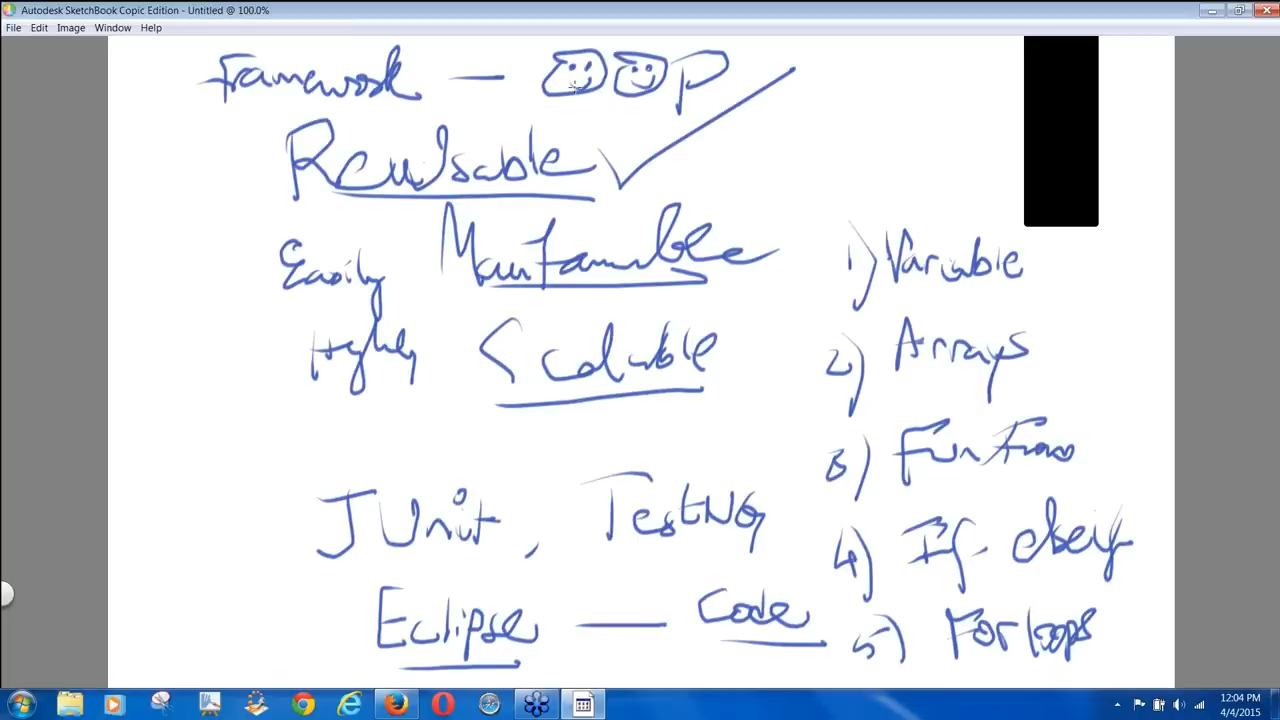 Autodesk SketchBook Copic Edition - Untitled @ 100.0%
File Edit Image Window Help
Framework - OOP
Reusable
Easily Maintainable
Highly Scaluble
JUnit, TestNG
Eclipse - Code
1) Variable
2) Arrays
3) Functions
4) If- elseif
5) For loops
12:04 PM
4/4/2015